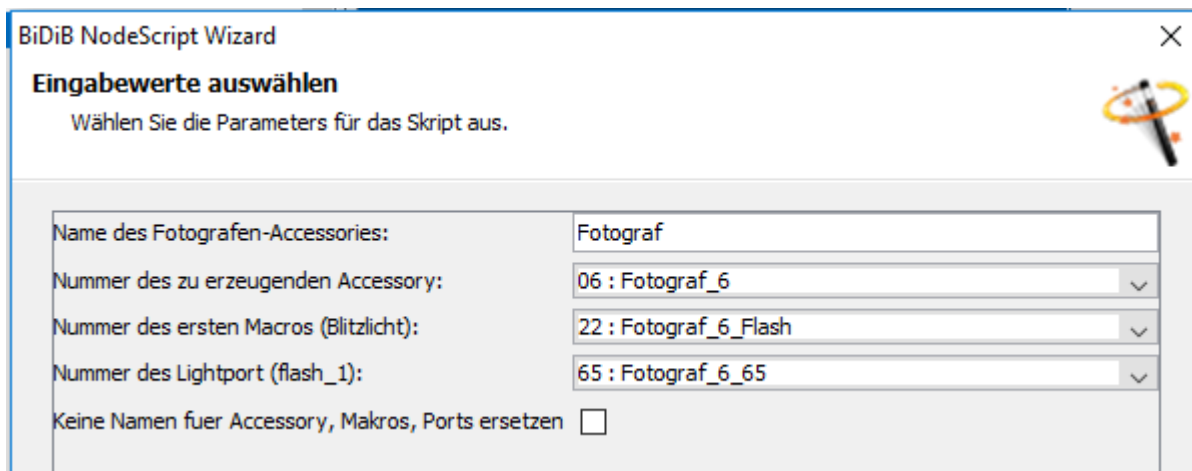 BiDiB NodeScript Wizard
Eingabewerte auswählen
Wählen Sie die Parameters für das Skript aus.
Name des Fotografen-Accessories: Fotograf
Nummer des zu erzeugenden Accessory: 06 : Fotograf_6
Nummer des ersten Macros (Blitzlicht): 22 : Fotograf_6_Flash
Nummer des Lightport (flash_1): 65 : Fotograf_6_65
Keine Namen fuer Accessory, Makros, Ports ersetzen